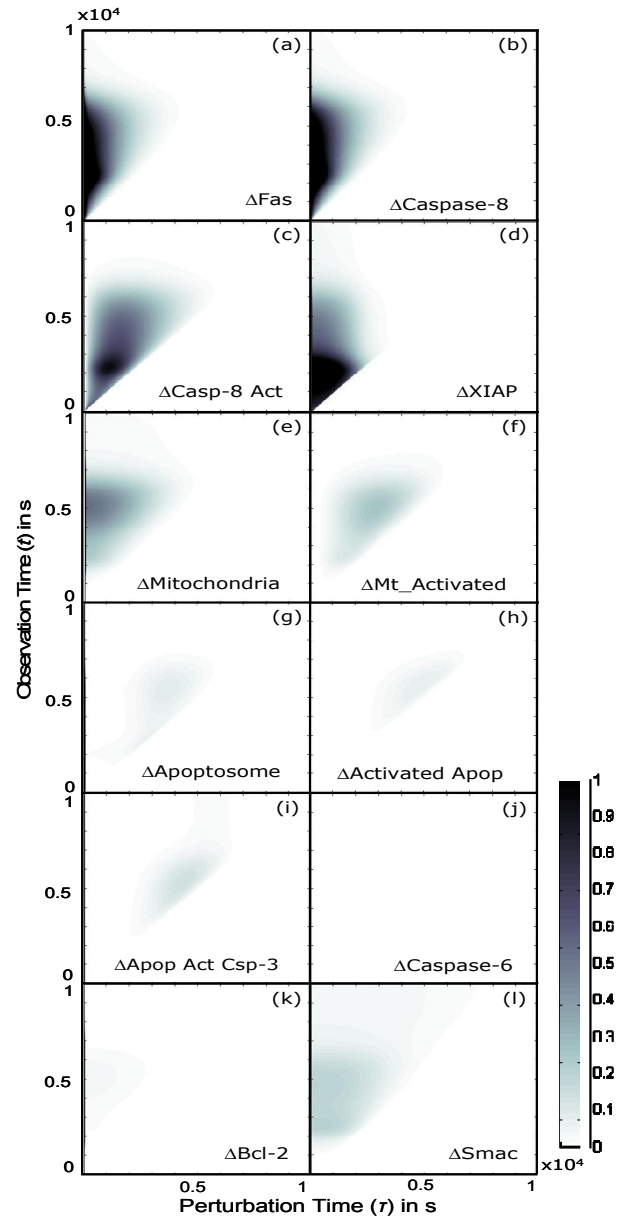 ×10⁴
1
(a)
(b)
0.5
ΔFas
ΔCaspase-8
0
1
(c)
(d)
0.5
ΔCasp-8 Act
ΔXIAP
0
1
(e)
(f)
0.5
ΔMitochondria
ΔMt_Activated
0
Observation Time (t) in s
1
(g)
(h)
0.5
ΔApoptosome
ΔActivated Apop
0
1
(i)
(j)
0.5
ΔApop Act Csp-3
ΔCaspase-6
0
1
(k)
(l)
0.5
ΔBcl-2
ΔSmac
0
0.5
1
0.5
1
×10⁴
Perturbation Time (τ) in s
1
0.9
0.8
0.7
0.6
0.5
0.4
0.3
0.2
0.1
0